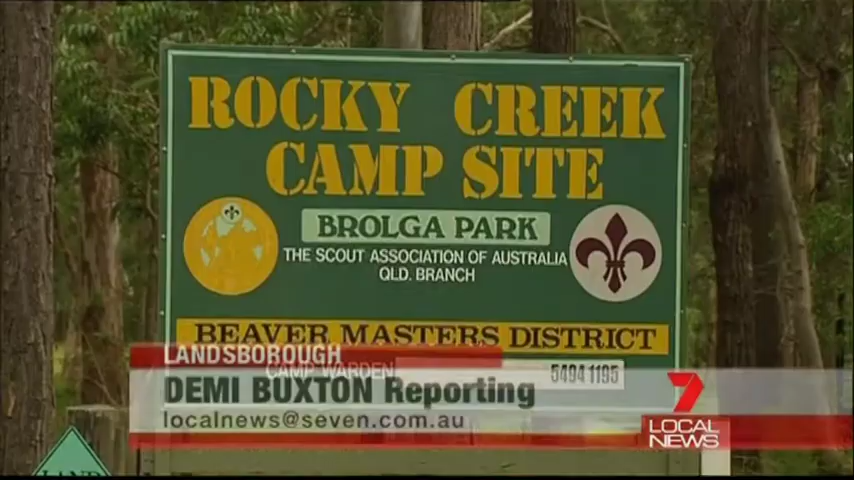 ROCKY CREEK
CAMP SITE
BROLGA PARK
THE SCOUT ASSOCIATION OF AUSTRALIA
QLD. BRANCH
BEAVER MASTERS DISTRICT
LANDSBOROUGH
CAMP WARDEN
5494 1195
DEMI BUXTON Reporting
localnews@seven.com.au
7
LOCAL
NEWS
LAND